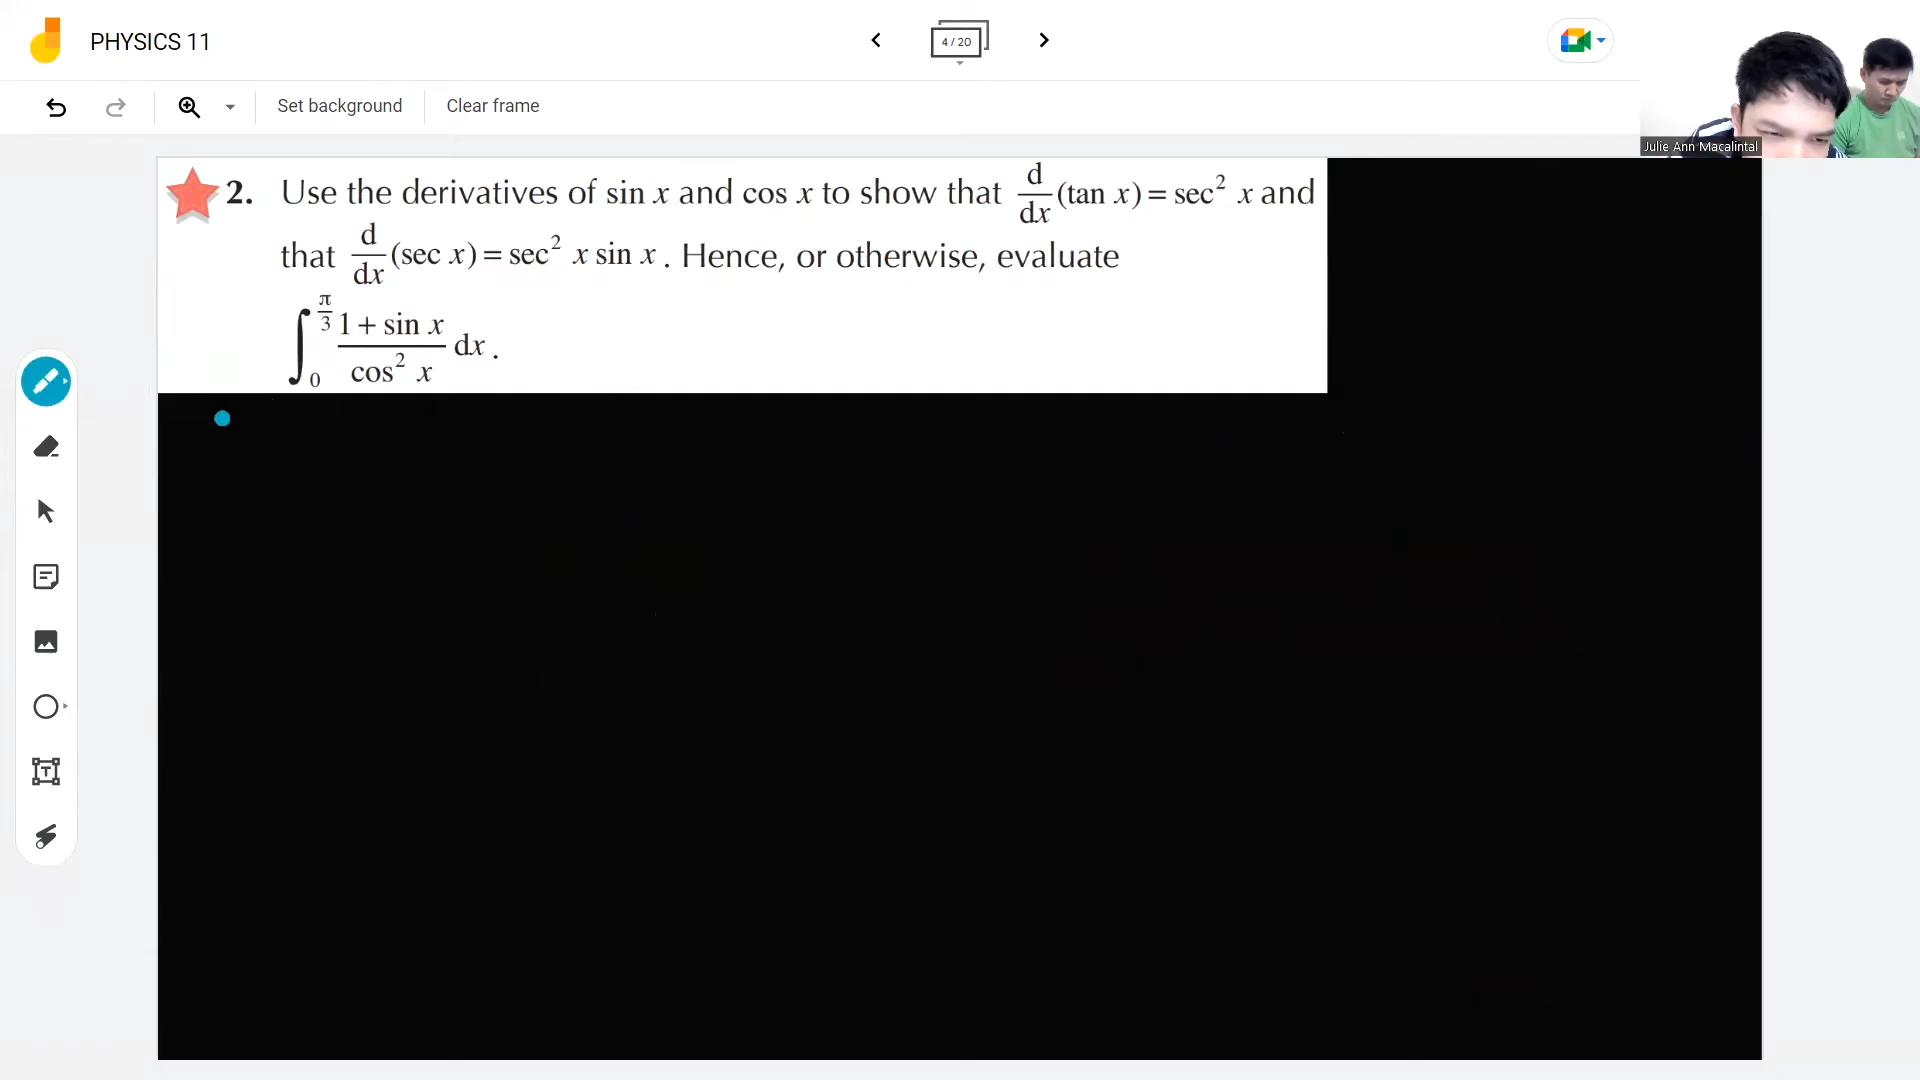 PHYSICS 11
4 / 20
Set background
Clear frame
Julie Ann Macalintal
2. Use the derivatives of sin x and cos x to show that d/dx (tan x) = sec² x and
that d/dx (sec x) = sec² x sin x . Hence, or otherwise, evaluate
∫₀^(π/3) (1 + sin x)/(cos² x) dx .